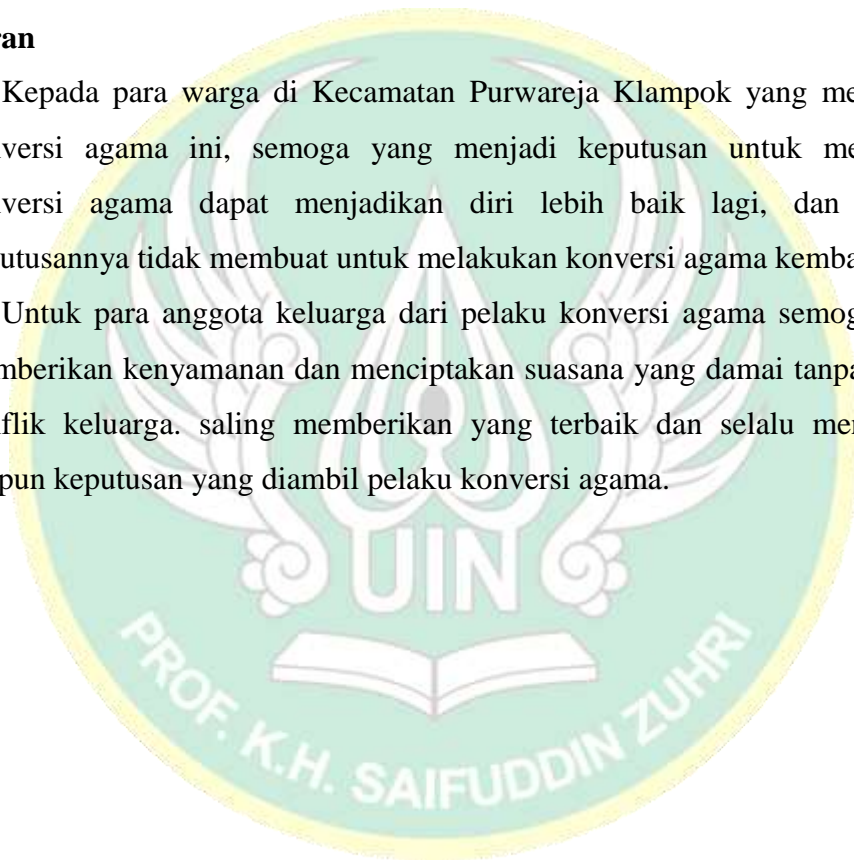 ran
Kepada para warga di Kecamatan Purwareja Klampok yang me
versi agama ini, semoga yang menjadi keputusan untuk me
versi agama dapat menjadikan diri lebih baik lagi, dan
utusannya tidak membuat untuk melakukan konversi agama kemba
Untuk para anggota keluarga dari pelaku konversi agama semog
mberikan kenyamanan dan menciptakan suasana yang damai tanpa
flik keluarga. saling memberikan yang terbaik dan selalu mer
pun keputusan yang diambil pelaku konversi agama.
UIN
PROF. K.H. SAIFUDDIN ZUHRI